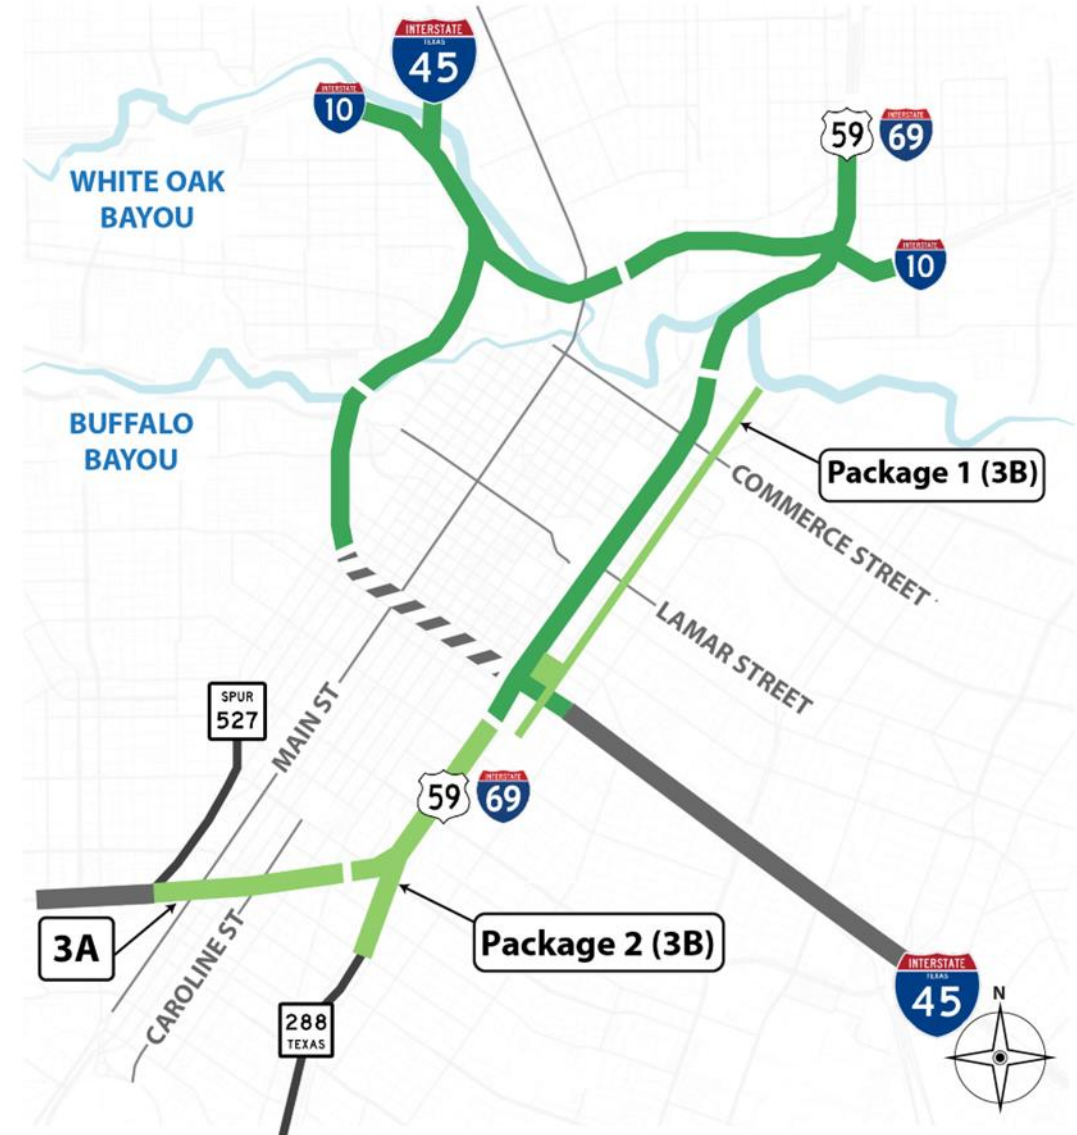 INTERSTATE
TEXAS
45
INTERSTATE
10
59
INTERSTATE
69
WHITE OAK
BAYOU
INTERSTATE
10
BUFFALO
BAYOU
Package 1 (3B)
COMMERCE STREET
LAMAR STREET
SPUR
527
MAIN ST
59
INTERSTATE
69
3A
CAROLINE ST
Package 2 (3B)
INTERSTATE
TEXAS
45
N
288
TEXAS